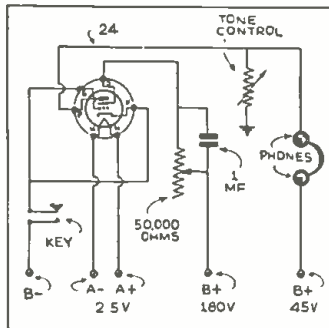 24
TONE
CONTROL
PHONES
1
MF
50,000
OHMS
KEY
B-
A-
A+
B+
B+
2 5V
180V
45V